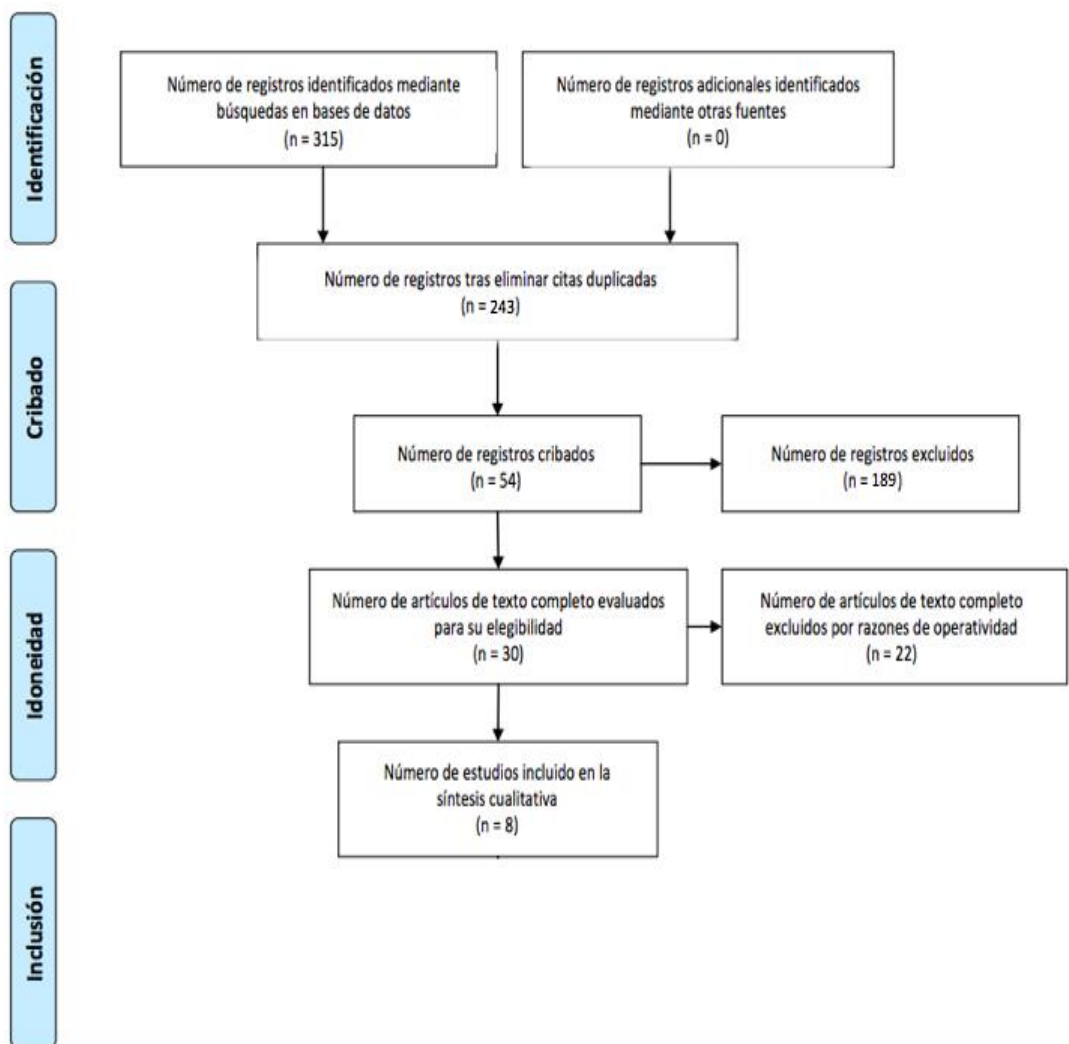 Identificación
Número de registros identificados mediante
búsquedas en bases de datos
(n = 315)
Número de registros adicionales identificados
mediante otras fuentes
(n = 0)
Número de registros tras eliminar citas duplicadas
(n = 243)
Cribado
Número de registros cribados
(n = 54)
Número de registros excluidos
(n = 189)
Idoneidad
Número de artículos de texto completo evaluados
para su elegibilidad
(n = 30)
Número de artículos de texto completo
excluidos por razones de operatividad
(n = 22)
Número de estudios incluido en la
síntesis cualitativa
(n = 8)
Inclusión